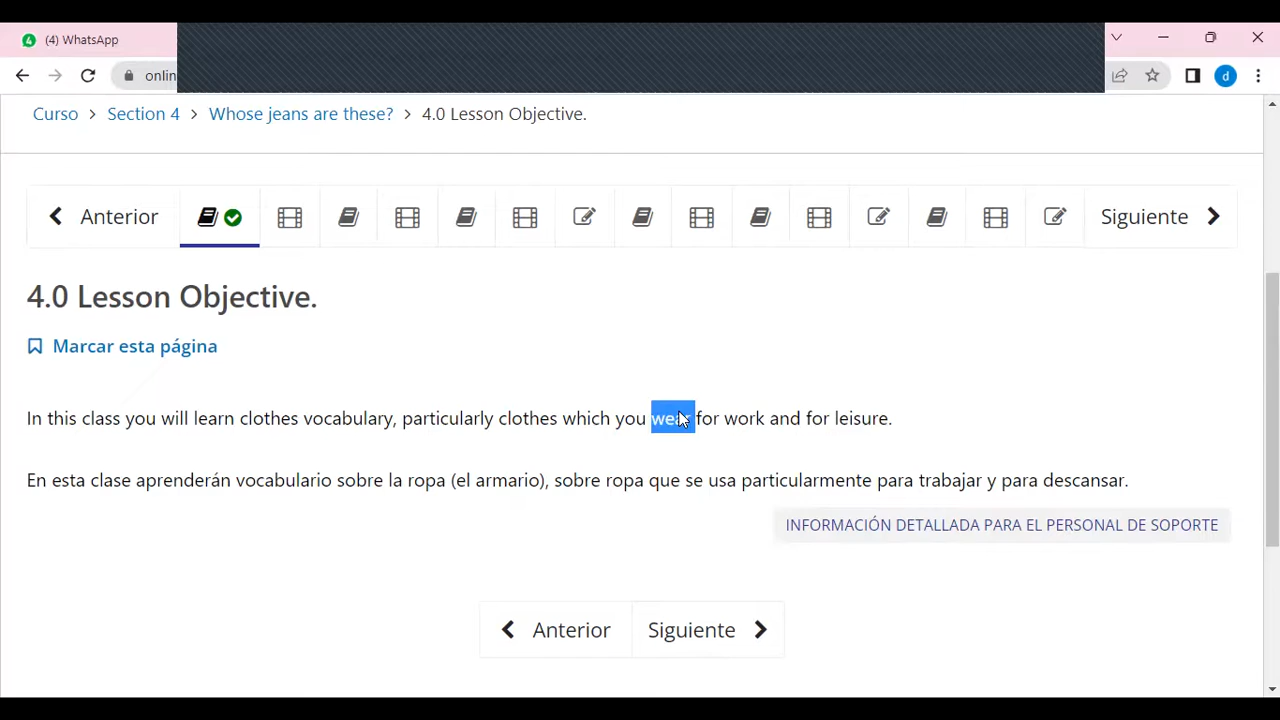 (4) WhatsApp
onlin
d
Curso > Section 4 > Whose jeans are these? > 4.0 Lesson Objective.
Anterior Siguiente
4.0 Lesson Objective.
Marcar esta página
In this class you will learn clothes vocabulary, particularly clothes which you wear for work and for leisure.
En esta clase aprenderán vocabulario sobre la ropa (el armario), sobre ropa que se usa particularmente para trabajar y para descansar.
INFORMACIÓN DETALLADA PARA EL PERSONAL DE SOPORTE
Anterior Siguiente